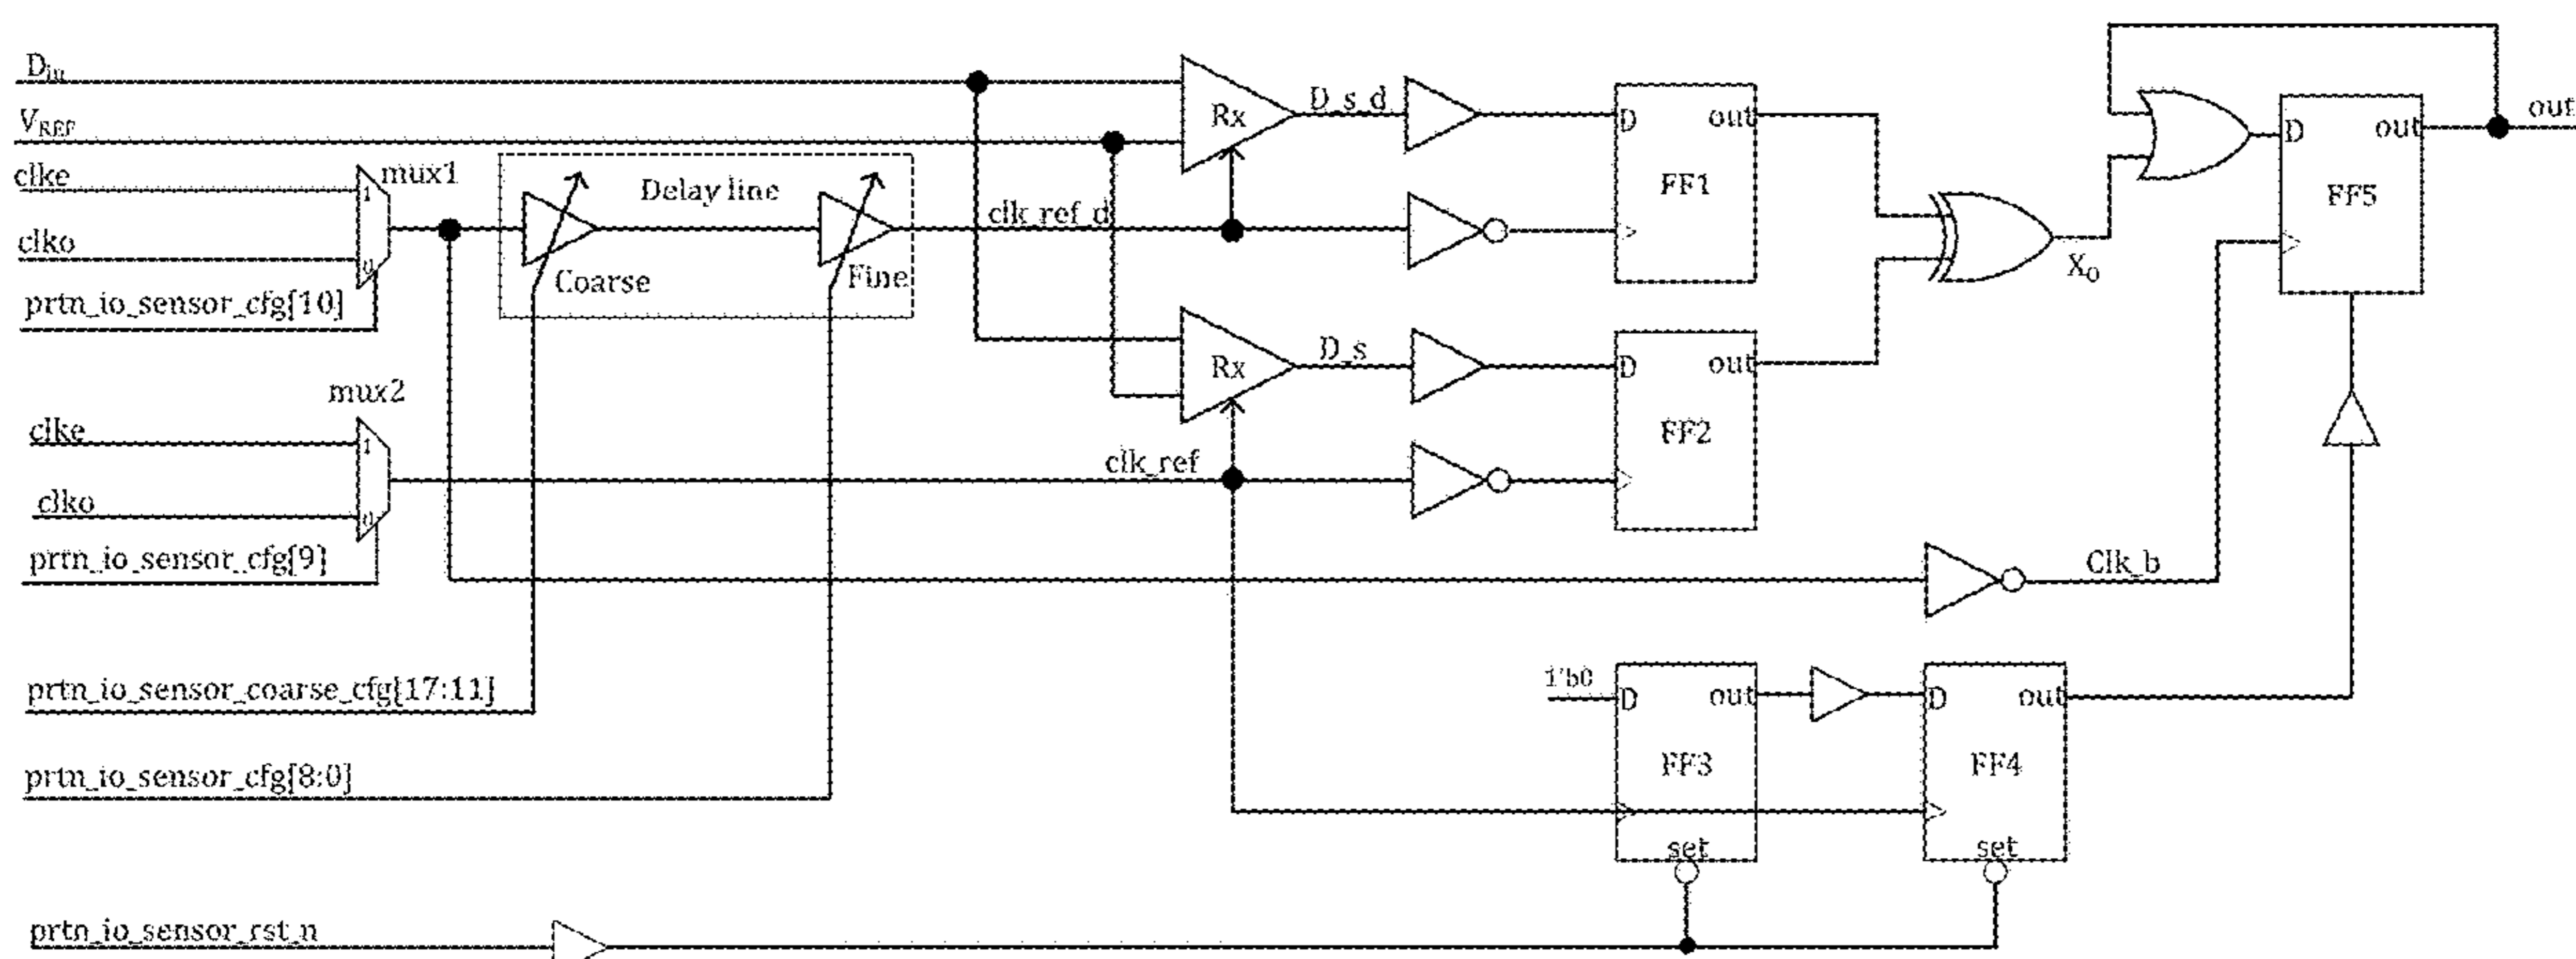 D_in
V_REF
clke
clko
prtn_io_sensor_cfg[10]
1
0
mux1
Delay line
Coarse
Fine
clk_ref_d
Rx
D_s_d
D
out
FF1
X_0
D
out
FF5
out
mux2
clke
clko
prtn_io_sensor_cfg[9]
1
0
clk_ref
Rx
D_s
D
out
FF2
Clk_b
prtn_io_sensor_coarse_cfg[17:11]
prtn_io_sensor_cfg[8:0]
1'b0
D
out
FF3
set
D
out
FF4
set
prtn_io_sensor_rst_n